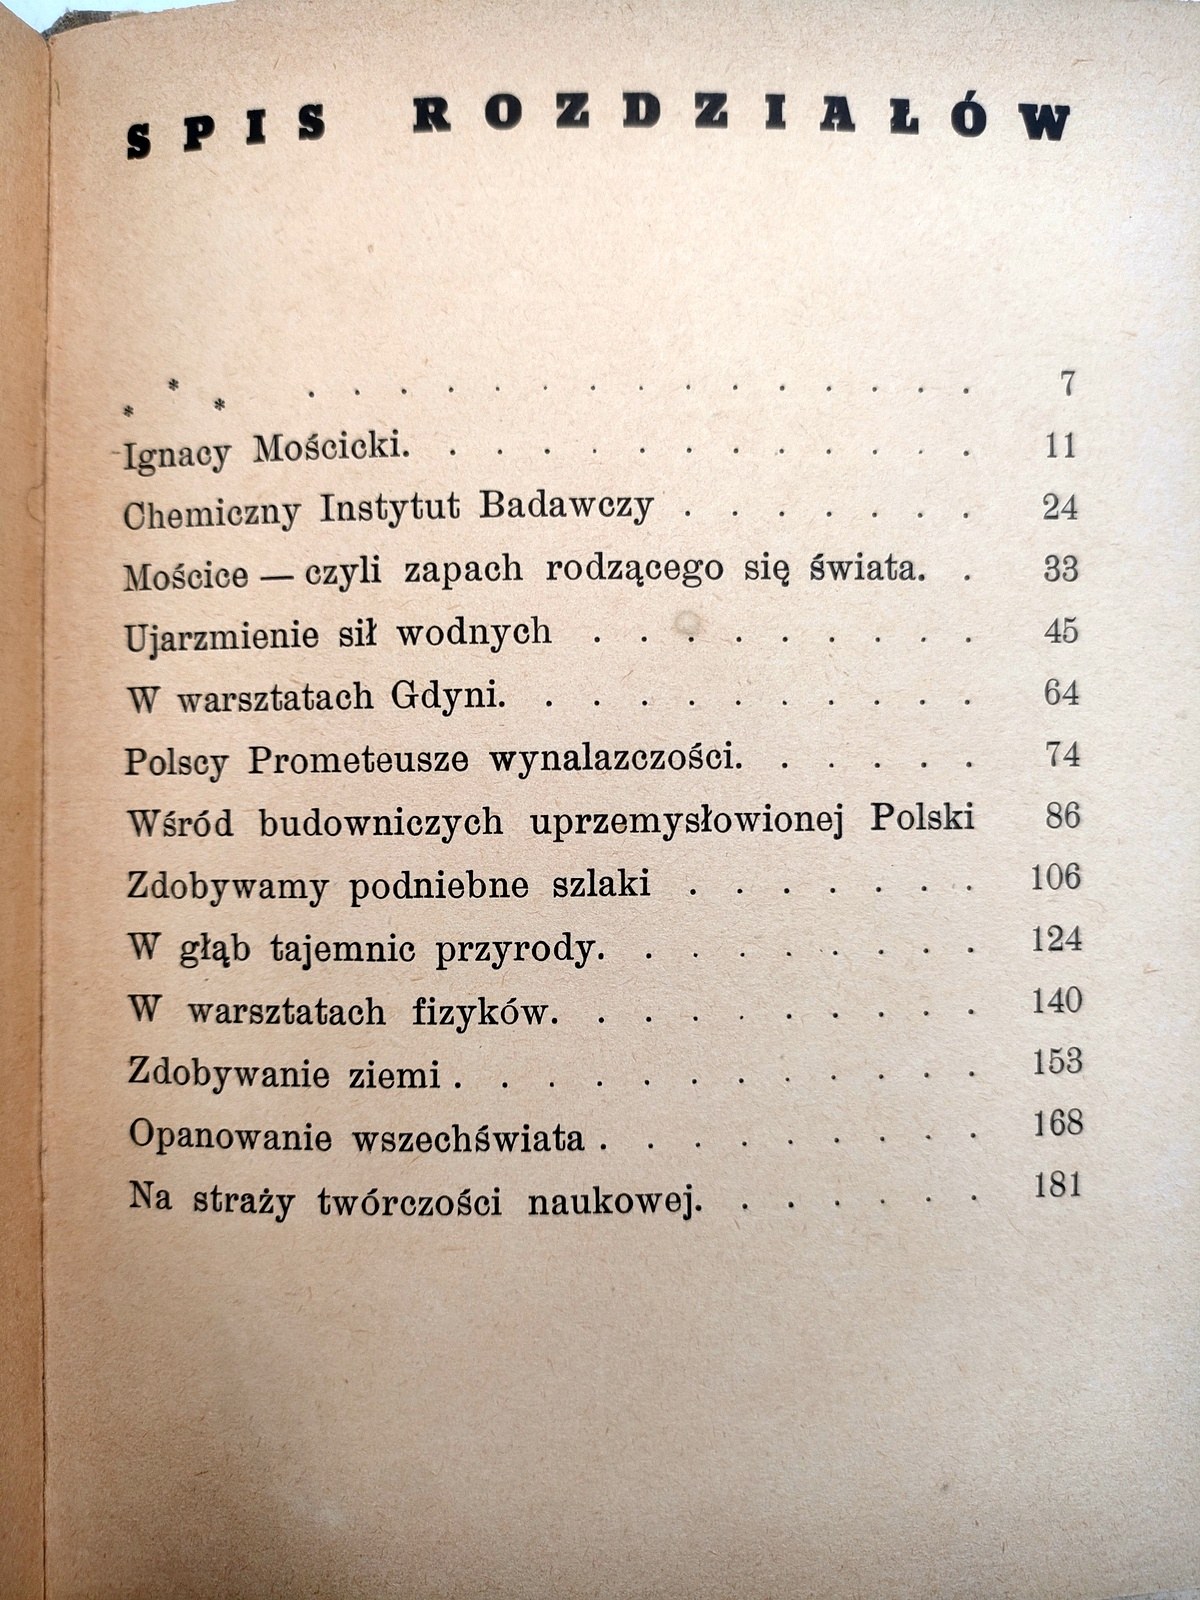 SPIS ROZDZIAŁÓW
* * * . . . . . . . . . . . . . . . 7
Ignacy Mościcki. . . . . . . . . . . . . 11
Chemiczny Instytut Badawczy . . . . . . . 24
Mościce — czyli zapach rodzącego się świata. . 33
Ujarzmienie sił wodnych . . . . . . . . . 45
W warsztatach Gdyni. . . . . . . . . . . 64
Polscy Prometeusze wynalazczości. . . . . . 74
Wśród budowniczych uprzemysłowionej Polski 86
Zdobywamy podniebne szlaki . . . . . . . 106
W głąb tajemnic przyrody. . . . . . . . . 124
W warsztatach fizyków. . . . . . . . . . 140
Zdobywanie ziemi . . . . . . . . . . . . 153
Opanowanie wszechświata . . . . . . . . . 168
Na straży twórczości naukowej. . . . . . . 181